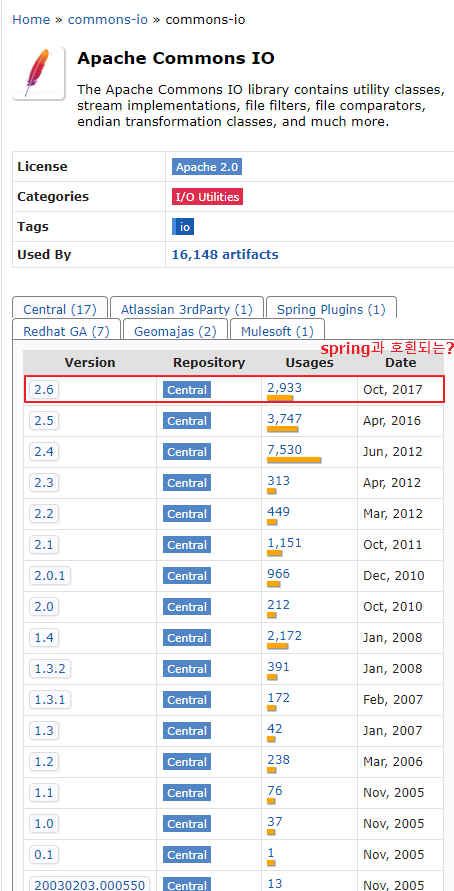 Home » commons-io » commons-io
Apache Commons IO
The Apache Commons IO library contains utility classes,
stream implementations, file filters, file comparators,
endian transformation classes, and much more.
License Apache 2.0
Categories I/O Utilities
Tags io
Used By 16,148 artifacts
Central (17) Atlassian 3rdParty (1) Spring Plugins (1)
Redhat GA (7) Geomajas (2) Mulesoft (1)
spring과 호환되는?
Version Repository Usages Date
2.6 Central 2,933 Oct, 2017
2.5 Central 3,747 Apr, 2016
2.4 Central 7,530 Jun, 2012
2.3 Central 313 Apr, 2012
2.2 Central 449 Mar, 2012
2.1 Central 1,151 Oct, 2011
2.0.1 Central 966 Dec, 2010
2.0 Central 212 Oct, 2010
1.4 Central 2,172 Jan, 2008
1.3.2 Central 391 Jan, 2008
1.3.1 Central 172 Feb, 2007
1.3 Central 42 Jan, 2007
1.2 Central 238 Mar, 2006
1.1 Central 76 Nov, 2005
1.0 Central 37 Nov, 2005
0.1 Central 1 Nov, 2005
20030203.000550 Central 13 Nov, 2005